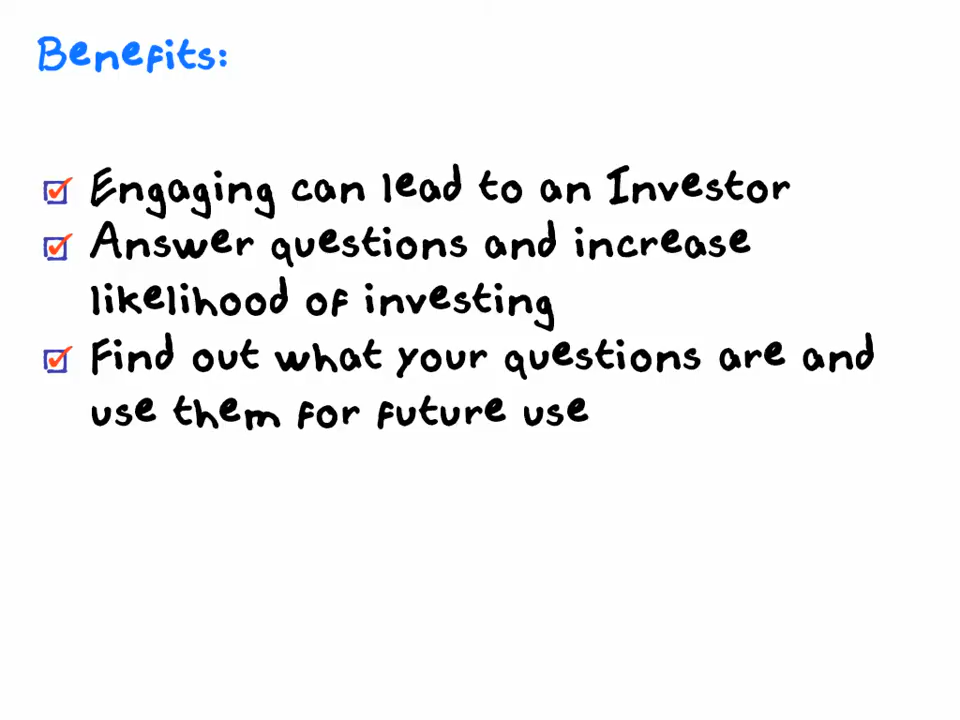 Benefits:
Engaging can lead to an Investor
Answer questions and increase
likelihood of investing
Find out what your questions are and
use them for future use